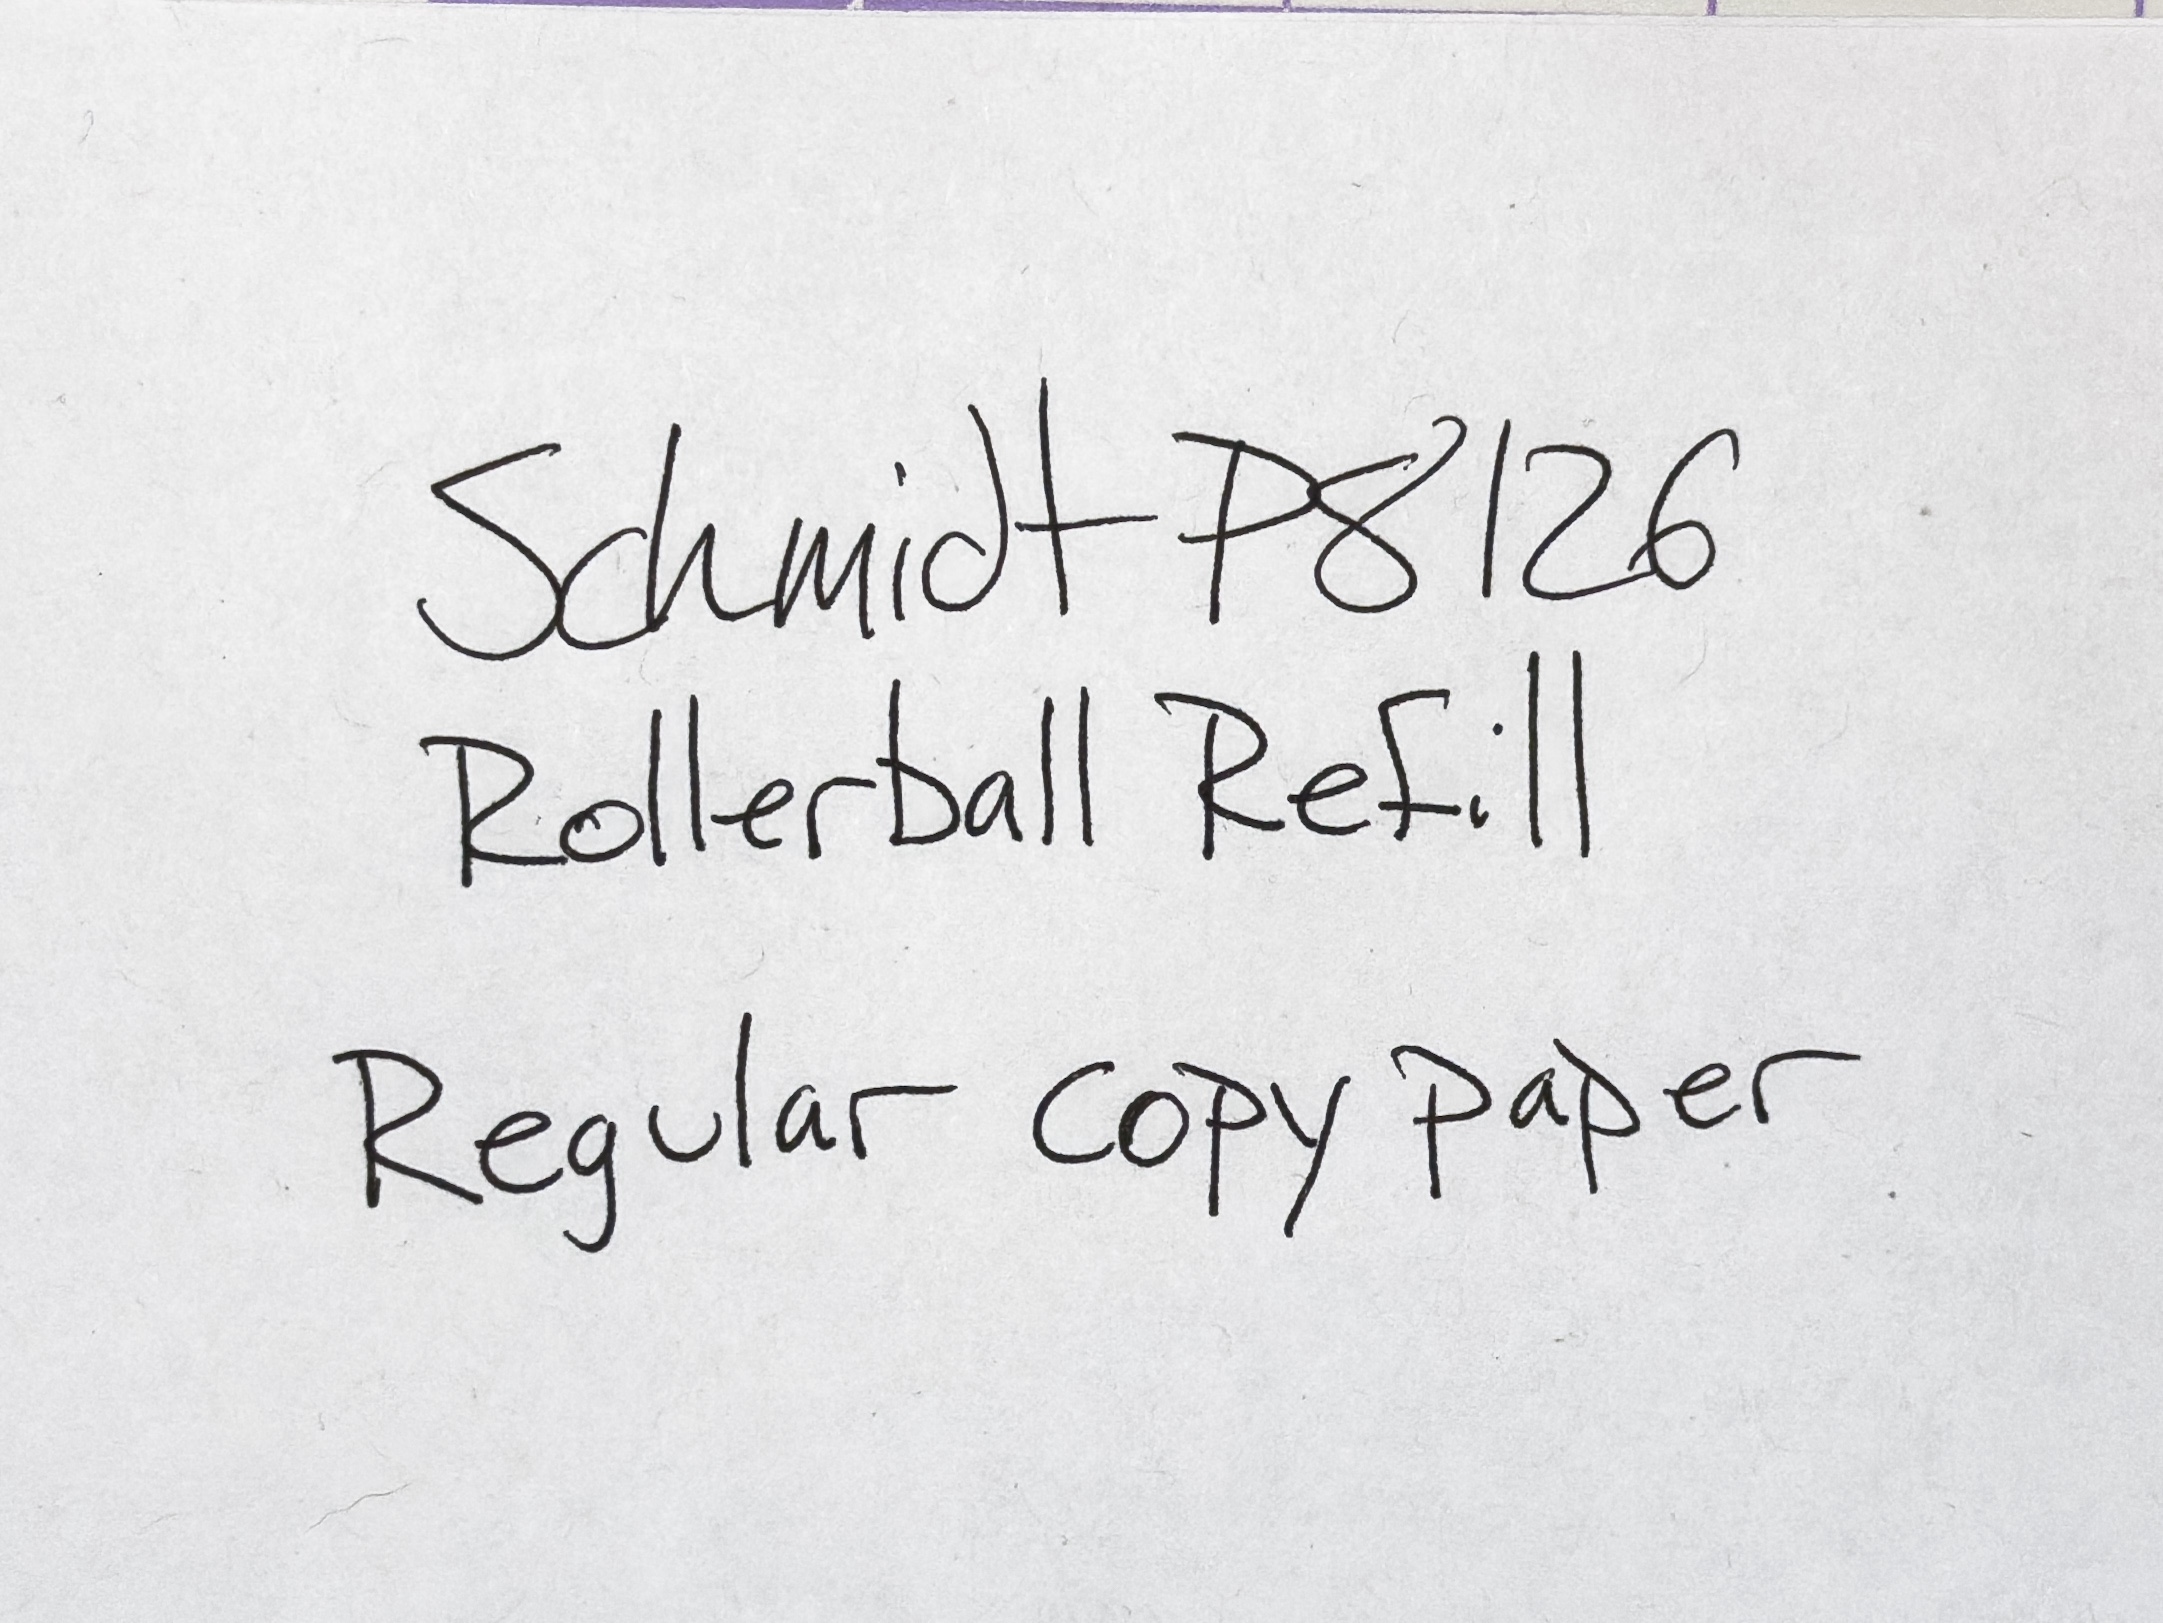 Schmidt P8126
Rollerball Refill
Regular copy paper